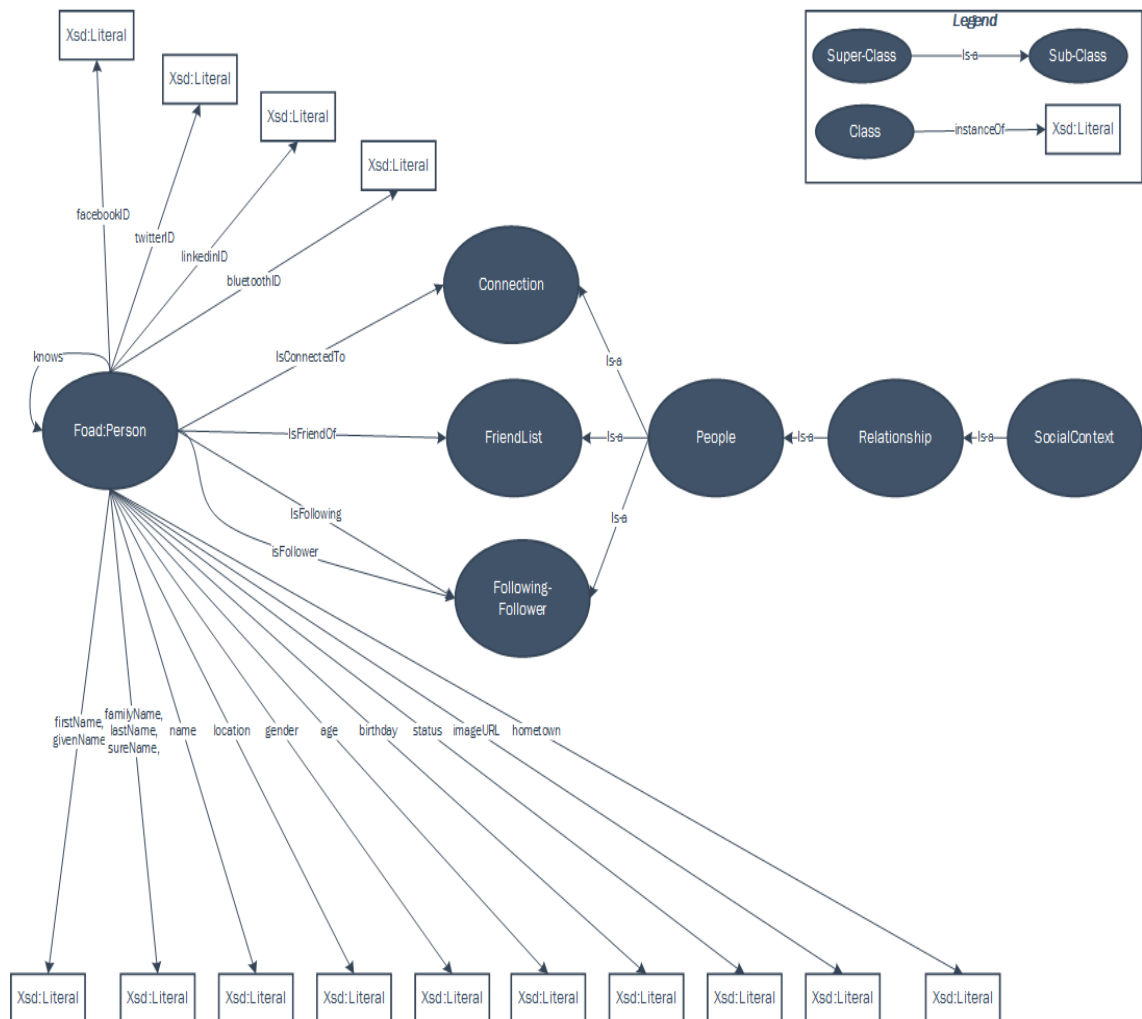 Xsd:Literal
Legend
Super-Class
Is-a
Sub-Class
Xsd:Literal
Xsd:Literal
Class
instanceOf
Xsd:Literal
Xsd:Literal
facebookID
twitterID
linkedinID
bluetoothID
Connection
knows
IsConnectedTo
Is-a
Foad:Person
IsFriendOf
FriendList
Is-a
People
Is-a
Relationship
Is-a
SocialContext
IsFollowing
Is-a
isFollower
Following-
Follower
firstName,
givenName
familyName,
lastName,
sureName,
name
location
gender
age
birthday
status
imageURL
hometown
Xsd:Literal
Xsd:Literal
Xsd:Literal
Xsd:Literal
Xsd:Literal
Xsd:Literal
Xsd:Literal
Xsd:Literal
Xsd:Literal
Xsd:Literal